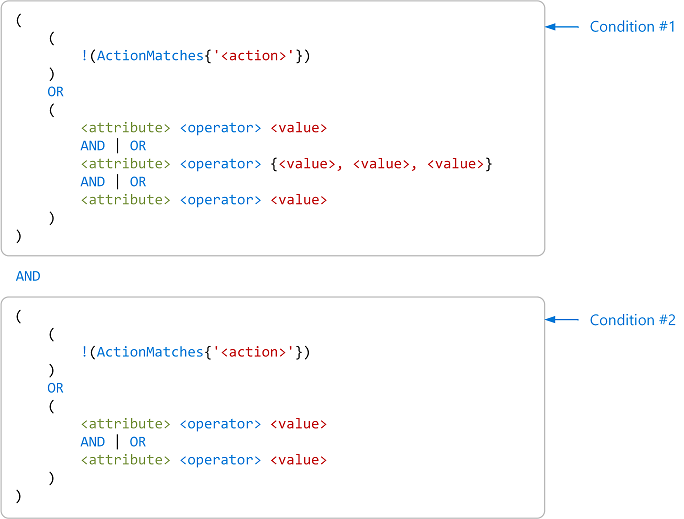 (
Condition #1
(
!(ActionMatches{'<action>'})
)
OR
(
<attribute> <operator> <value>
AND | OR
<attribute> <operator> {<value>, <value>, <value>}
AND | OR
<attribute> <operator> <value>
)
)
AND
(
Condition #2
(
!(ActionMatches{'<action>'})
)
OR
(
<attribute> <operator> <value>
AND | OR
<attribute> <operator> <value>
)
)